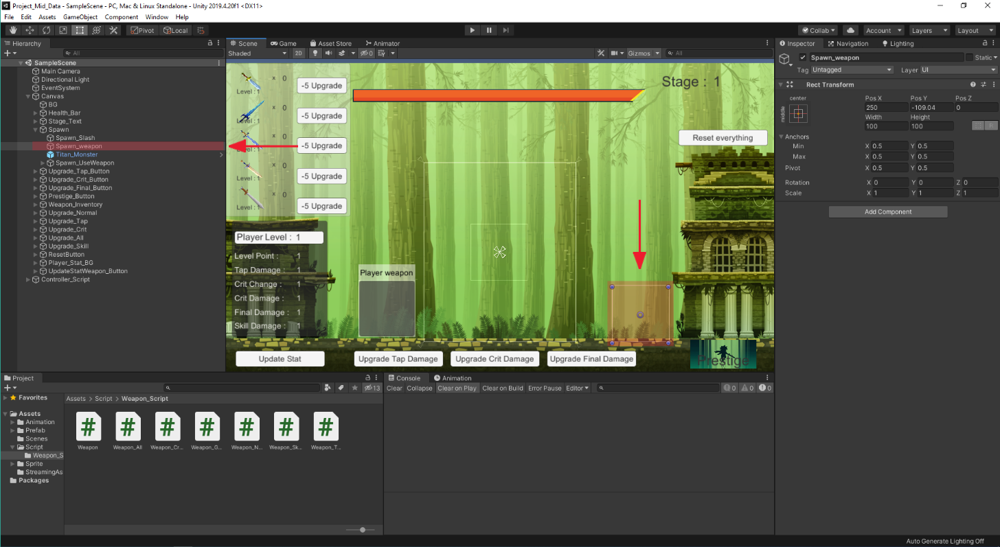 Project_Mid_Data - SampleScene - PC, Mac & Linux Standalone - Unity 2019.4.20f1 <DX11>
File Edit Assets GameObject Component Window Help
Pivot Local Collab Account Layers Layout
Hierarchy
All
SampleScene
Main Camera
Directional Light
EventSystem
Canvas
BG
Health_Bar
Stage_Text
Spawn
Spawn_Slash
Spawn_weapon
Titan_Monster
Spawn_UseWeapon
Upgrade_Tap_Button
Upgrade_Crit_Button
Upgrade_Final_Button
Prestige_Button
Weapon_Inventory
Upgrade_Normal
Upgrade_Tap
Upgrade_Crit
Upgrade_All
Upgrade_Skill
ResetButton
Player_Stat_BG
UpdateStatWeapon_Button
Controller_Script
Scene Game Asset Store Animator
Shaded 2D 0 Gizmos All
x 0
Level : 1
-5 Upgrade
x 0
Level : 1
-5 Upgrade
x 0
Level : 1
-5 Upgrade
x 0
Level : 1
-5 Upgrade
x 0
Level : 1
-5 Upgrade
Stage : 1
Reset everything
Player Level : 1
Level Point : 1
Tap Damage : 1
Crit Change : 1
Crit Damage : 1
Final Damage : 1
Skill Damage : 1
Player weapon
Update Stat
Upgrade Tap Damage
Upgrade Crit Damage
Upgrade Final Damage
Prestige
Inspector Navigation Lighting
Spawn_weapon Static
Tag Untagged Layer UI
Rect Transform
center
middle
Pos X Pos Y Pos Z
250 -109.04 0
Width Height
100 100
R
Anchors
Min X 0.5 Y 0.5
Max X 0.5 Y 0.5
Pivot X 0.5 Y 0.5
Rotation X 0 Y 0 Z 0
Scale X 1 Y 1 Z 1
Add Component
Project
13
Favorites
Assets
Animation
Prefab
Scenes
Script
Weapon_S
Sprite
StreamingAs
Packages
Assets > Script > Weapon_Script
Weapon
Weapon_All
Weapon_Cr...
Weapon_G...
Weapon_N...
Weapon_Sk...
Weapon_T...
Console Animation
Clear Collapse Clear on Play Clear on Build Error Pause Editor 0 0 0
Auto Generate Lighting Off